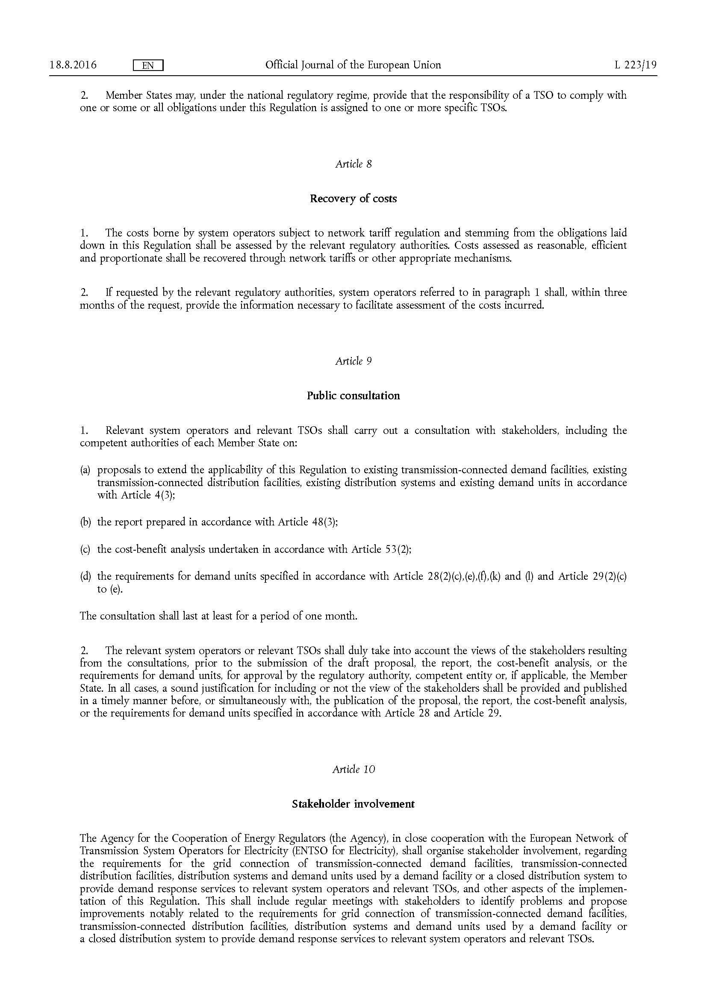 18.8.2016 EN Official Journal of the European Union L 223/19
2. Member States may, under the national regulatory regime, provide that the responsibility of a TSO to comply with
one or some or all obligations under this Regulation is assigned to one or more specific TSOs.
Article 8
Recovery of costs
1. The costs borne by system operators subject to network tariff regulation and stemming from the obligations laid
down in this Regulation shall be assessed by the relevant regulatory authorities. Costs assessed as reasonable, efficient
and proportionate shall be recovered through network tariffs or other appropriate mechanisms.
2. If requested by the relevant regulatory authorities, system operators referred to in paragraph 1 shall, within three
months of the request, provide the information necessary to facilitate assessment of the costs incurred.
Article 9
Public consultation
1. Relevant system operators and relevant TSOs shall carry out a consultation with stakeholders, including the
competent authorities of each Member State on:
(a) proposals to extend the applicability of this Regulation to existing transmission-connected demand facilities, existing
transmission-connected distribution facilities, existing distribution systems and existing demand units in accordance
with Article 4(3);
(b) the report prepared in accordance with Article 48(3);
(c) the cost-benefit analysis undertaken in accordance with Article 53(2);
(d) the requirements for demand units specified in accordance with Article 28(2)(c),(e),(f),(k) and (l) and Article 29(2)(c)
to (e).
The consultation shall last at least for a period of one month.
2. The relevant system operators or relevant TSOs shall duly take into account the views of the stakeholders resulting
from the consultations, prior to the submission of the draft proposal, the report, the cost-benefit analysis, or the
requirements for demand units, for approval by the regulatory authority, competent entity or, if applicable, the Member
State. In all cases, a sound justification for including or not the view of the stakeholders shall be provided and published
in a timely manner before, or simultaneously with, the publication of the proposal, the report, the cost-benefit analysis,
or the requirements for demand units specified in accordance with Article 28 and Article 29.
Article 10
Stakeholder involvement
The Agency for the Cooperation of Energy Regulators (the Agency), in close cooperation with the European Network of
Transmission System Operators for Electricity (ENTSO for Electricity), shall organise stakeholder involvement, regarding
the requirements for the grid connection of transmission-connected demand facilities, transmission-connected
distribution facilities, distribution systems and demand units used by a demand facility or a closed distribution system to
provide demand response services to relevant system operators and relevant TSOs, and other aspects of the implemen-
tation of this Regulation. This shall include regular meetings with stakeholders to identify problems and propose
improvements notably related to the requirements for grid connection of transmission-connected demand facilities,
transmission-connected distribution facilities, distribution systems and demand units used by a demand facility or
a closed distribution system to provide demand response services to relevant system operators and relevant TSOs.